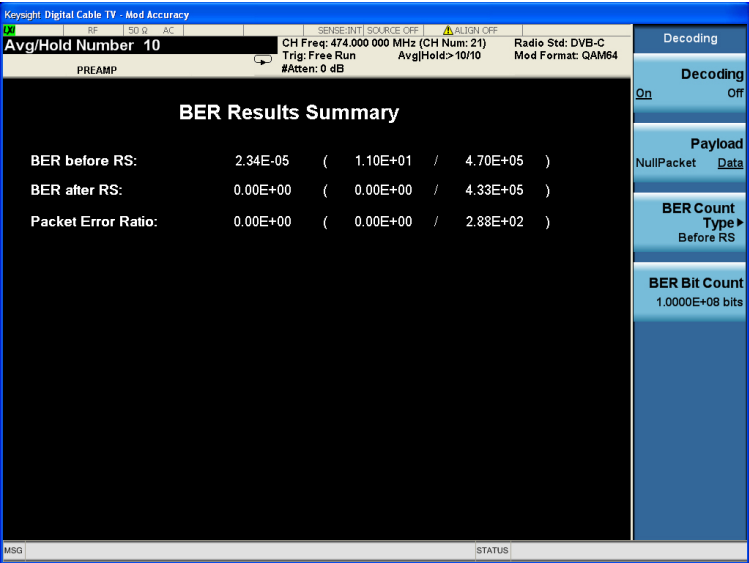 Keysight Digital Cable TV - Mod Accuracy
LXI RF 50 Ω AC SENSE:INT SOURCE OFF ALIGN OFF
Avg/Hold Number 10
PREAMP
CH Freq: 474.000 000 MHz (CH Num: 21) Radio Std: DVB-C
Trig: Free Run Avg|Hold:>10/10 Mod Format: QAM64
#Atten: 0 dB
BER Results Summary
BER before RS: 2.34E-05 ( 1.10E+01 / 4.70E+05 )
BER after RS: 0.00E+00 ( 0.00E+00 / 4.33E+05 )
Packet Error Ratio: 0.00E+00 ( 0.00E+00 / 2.88E+02 )
Decoding
Decoding
On Off
Payload
NullPacket Data
BER Count
Type
Before RS
BER Bit Count
1.0000E+08 bits
MSG STATUS